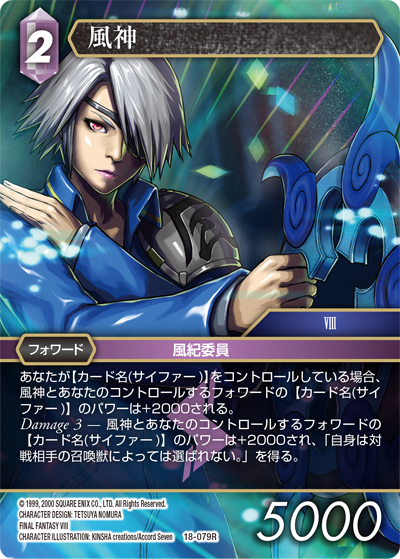 2
風神
VIII
フォワード
風紀委員
あなたが【カード名(サイファー)】をコントロールしている場合、
風神とあなたのコントロールするフォワードの【カード名(サイ
ファー)】のパワーは+2000される。
Damage 3 ― 風神とあなたのコントロールするフォワードの
【カード名(サイファー)】のパワーは+2000され、「自身は対
戦相手の召喚獣によっては選ばれない。」を得る。
© 1999, 2000 SQUARE ENIX CO., LTD. All Rights Reserved.
CHARACTER DESIGN: TETSUYA NOMURA
FINAL FANTASY VIII
CHARACTER ILLUSTRATION: KINSHA creations/Accord Seven
18-079R
5000